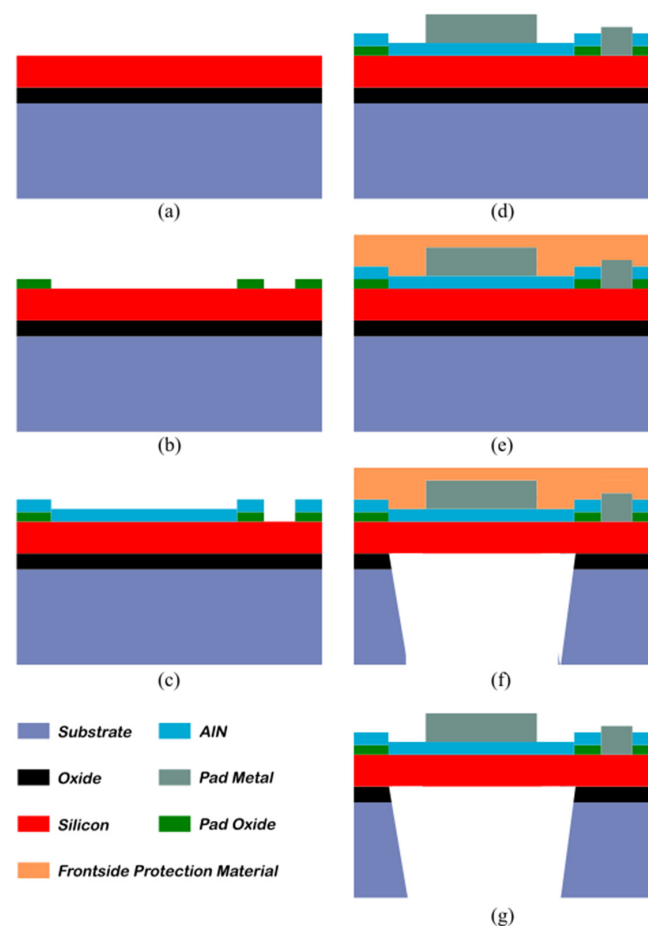 (a)
(d)
(b)
(e)
(c)
(f)
Substrate
AlN
Oxide
Pad Metal
Silicon
Pad Oxide
Frontside Protection Material
(g)